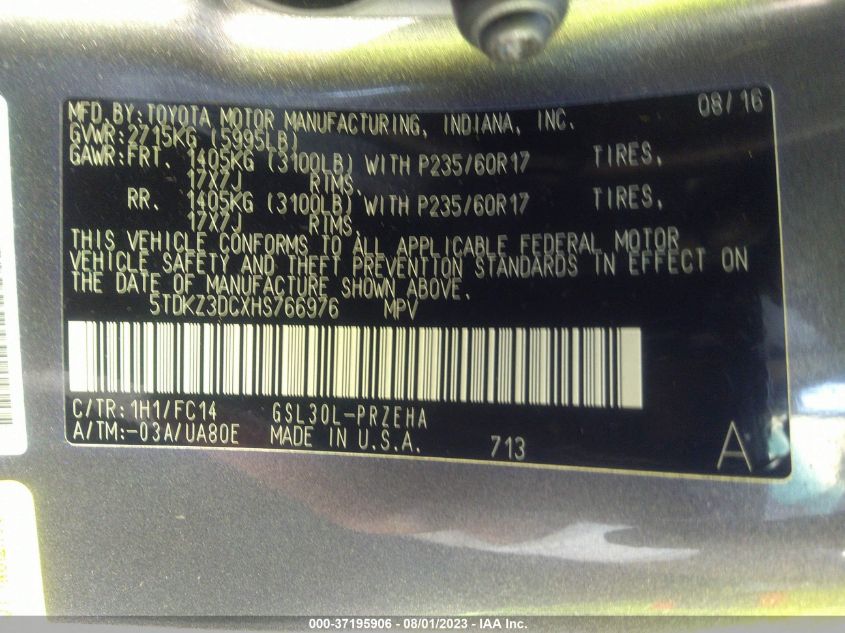 MFD.BY:TOYOTA MOTOR MANUFACTURING, INDIANA, INC. 08/16
GVWR:2715KG (5995LB)
GAWR:FRT. 1405KG (3100LB) WITH P235/60R17 TIRES,
17X7J RIMS,
RR. 1405KG (3100LB) WITH P235/60R17 TIRES,
17X7J RIMS,
THIS VEHICLE CONFORMS TO ALL APPLICABLE FEDERAL MOTOR
VEHICLE SAFETY AND THEFT PREVENTION STANDARDS IN EFFECT ON
THE DATE OF MANUFACTURE SHOWN ABOVE.
5TDKZ3DCXHS766976 MPV
C/TR:1H1/FC14 GSL30L-PRZEHA
A/TM:-03A/UA80E MADE IN U.S.A. 713 A
000-37195906 - 08/01/2023 - IAA Inc.